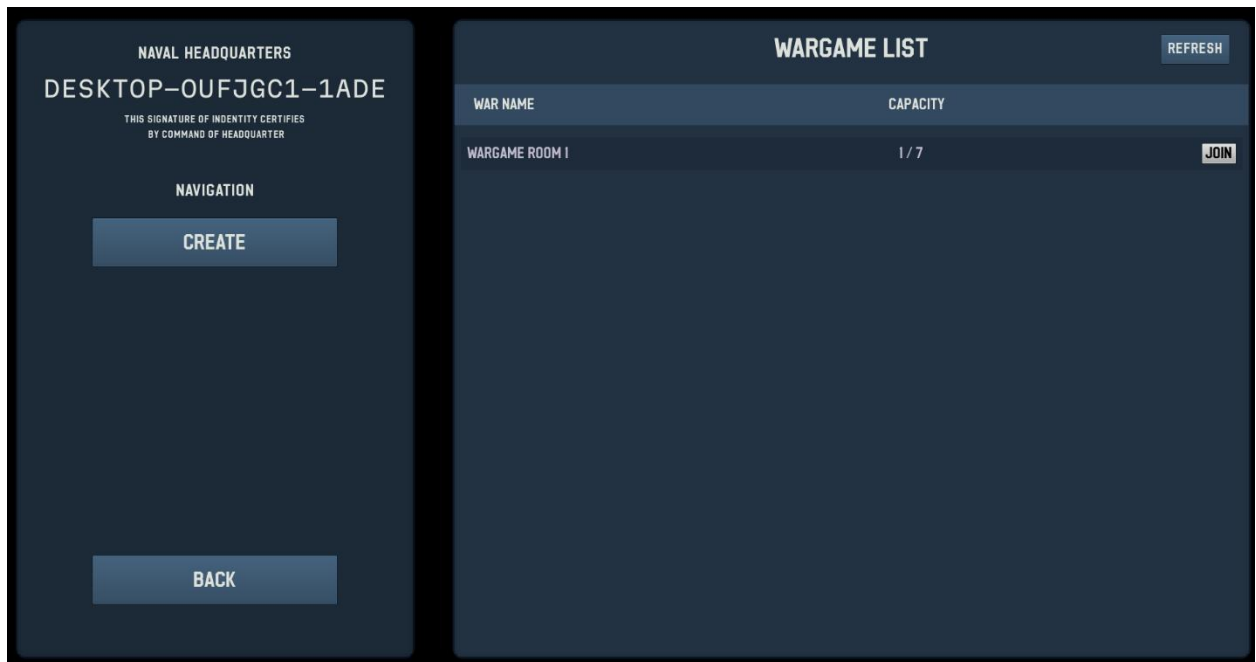 NAVAL HEADQUARTERS
DESKTOP-OUFJGC1-1ADE
THIS SIGNATURE OF INDENTITY CERTIFIES
BY COMMAND OF HEADQUARTER
NAVIGATION
CREATE
BACK
WARGAME LIST
REFRESH
WAR NAME CAPACITY
WARGAME ROOM 1 1/7 JOIN